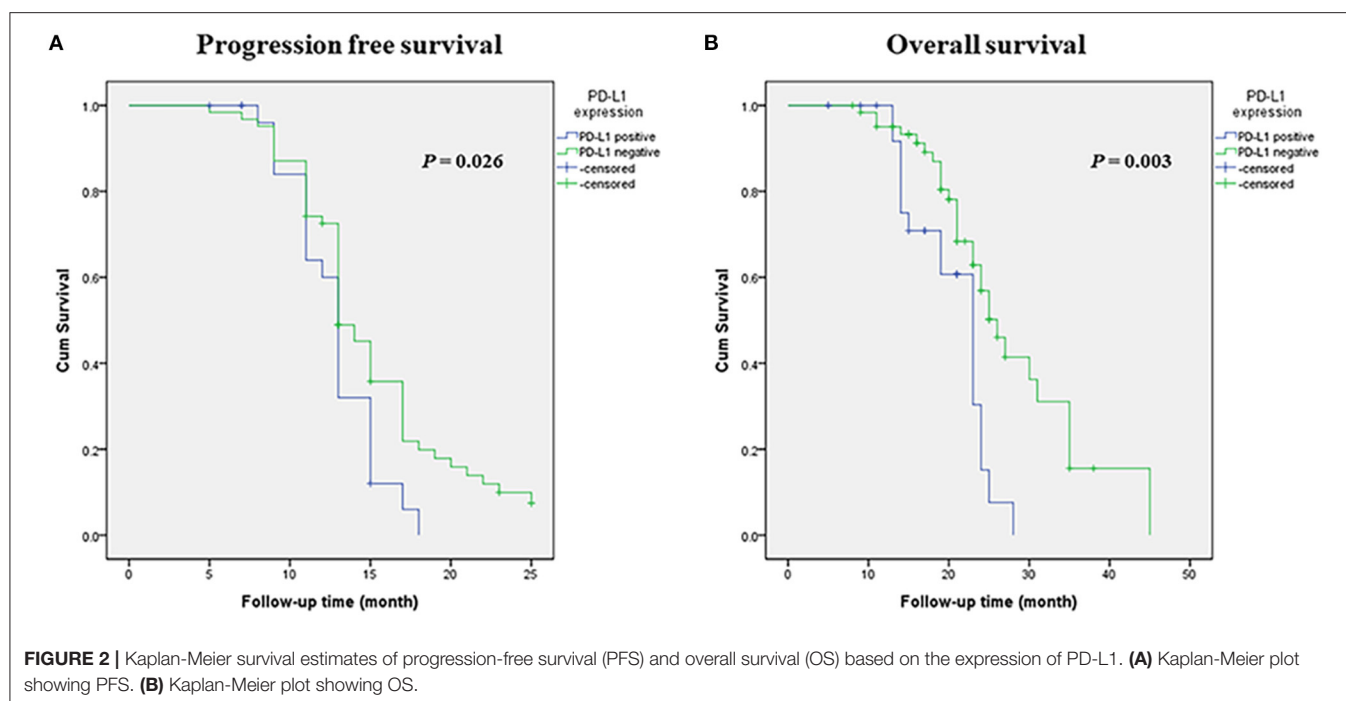 A
Progression free survival
PD-L1
expression
PD-L1 positive
PD-L1 negative
-censored
-censored
P = 0.026
1.0
0.8
0.6
0.4
0.2
0.0
Cum Survival
0
5
10
15
20
25
Follow-up time (month)
B
Overall survival
PD-L1
expression
PD-L1 positive
PD-L1 negative
-censored
-censored
P = 0.003
1.0
0.8
0.6
0.4
0.2
0.0
Cum Survival
0
10
20
30
40
50
Follow-up time (month)
FIGURE 2 | Kaplan-Meier survival estimates of progression-free survival (PFS) and overall survival (OS) based on the expression of PD-L1. (A) Kaplan-Meier plot
showing PFS. (B) Kaplan-Meier plot showing OS.